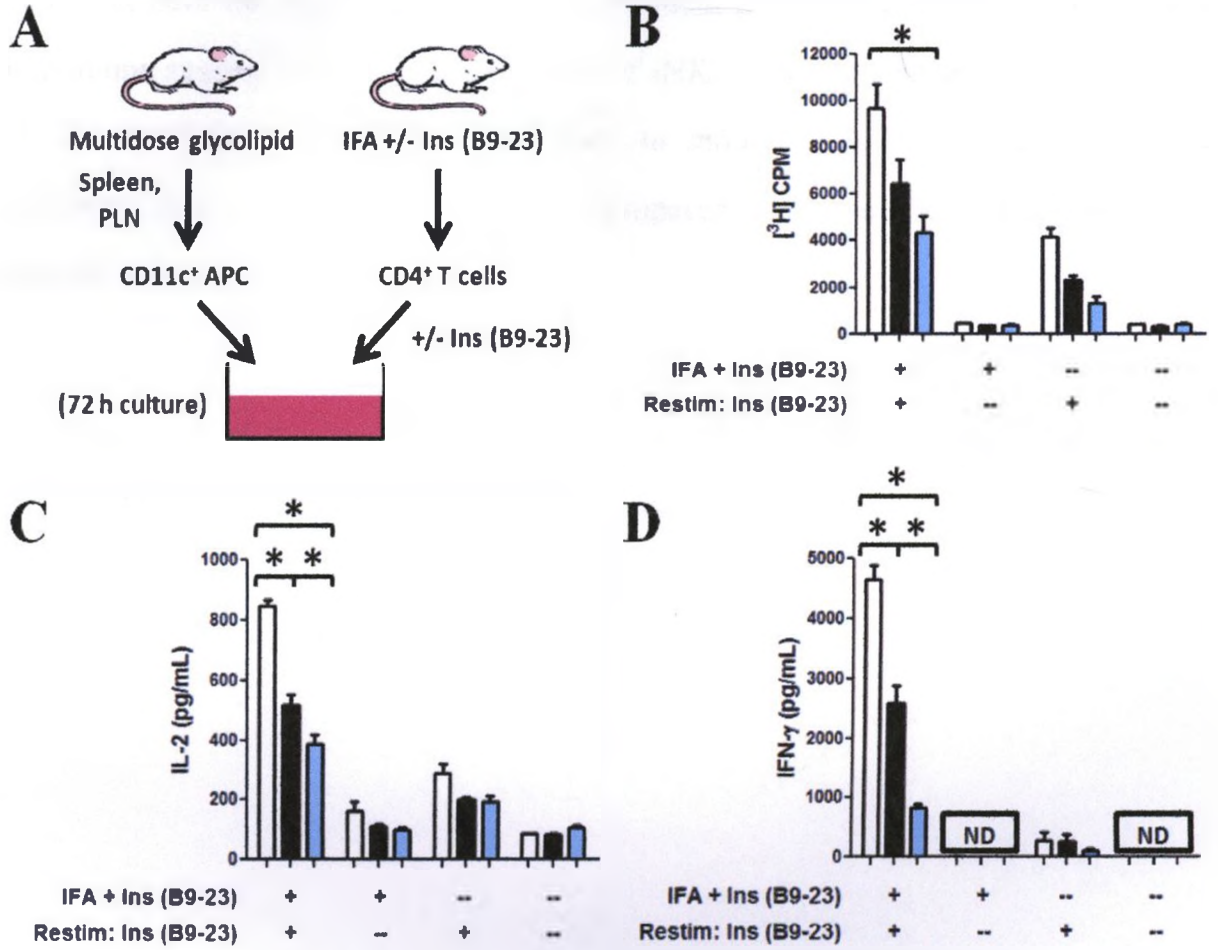 A
Multidose glycolipid
IFA +/- Ins (B9-23)
Spleen,
PLN
CD11c⁺ APC
CD4⁺ T cells
+/- Ins (B9-23)
(72 h culture)
B
*
[³H] CPM
12000
10000
8000
6000
4000
2000
0
IFA + Ins (B9-23) + + -- --
Restim: Ins (B9-23) + -- + --
C
*
* *
IL-2 (pg/mL)
1000
800
600
400
200
0
IFA + Ins (B9-23) + + -- --
Restim: Ins (B9-23) + -- + --
D
*
* *
IFN-γ (pg/mL)
5000
4000
3000
2000
1000
0
ND ND
IFA + Ins (B9-23) + + -- --
Restim: Ins (B9-23) + -- + --